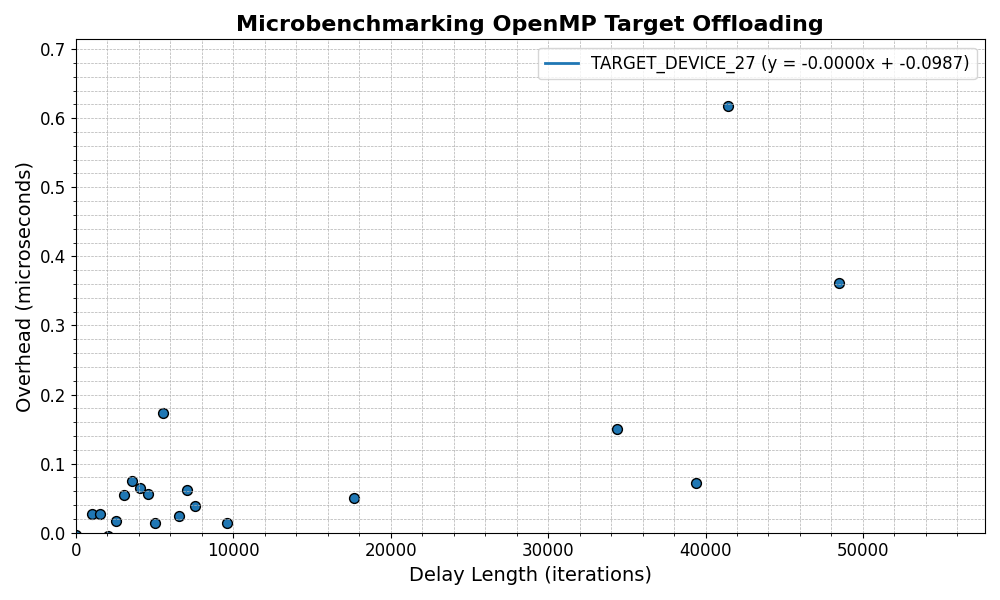 Microbenchmarking OpenMP Target Offloading
TARGET_DEVICE_27 (y = -0.0000x + -0.0987)
Overhead (microseconds)
0.7
0.6
0.5
0.4
0.3
0.2
0.1
0.0
0 10000 20000 30000 40000 50000
Delay Length (iterations)